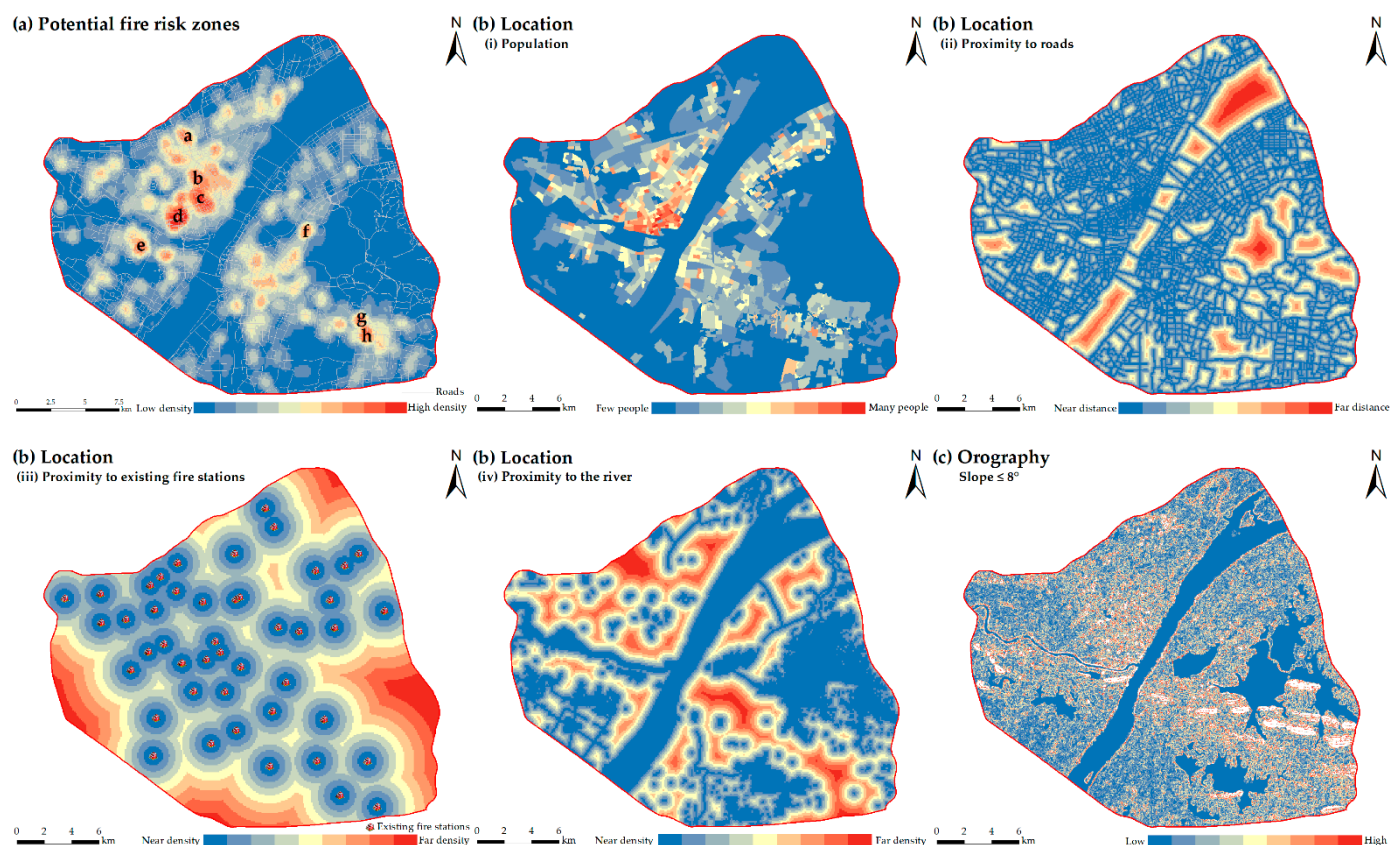 (a) Potential fire risk zones
N
a
b
c
d
e
f
g
h
Roads
0 2.5 5 7.5
km
Low density
High density
(b) Location
(i) Population
N
0 2 4 6
km
Few people
Many people
(b) Location
(ii) Proximity to roads
N
0 2 4 6
km
Near distance
Far distance
(b) Location
(iii) Proximity to existing fire stations
N
Existing fire stations
0 2 4 6
km
Near density
Far density
(b) Location
(iv) Proximity to the river
N
0 2 4 6
km
Near density
Far density
(c) Orography
Slope ≤ 8°
N
0 2 4 6
km
Low
High